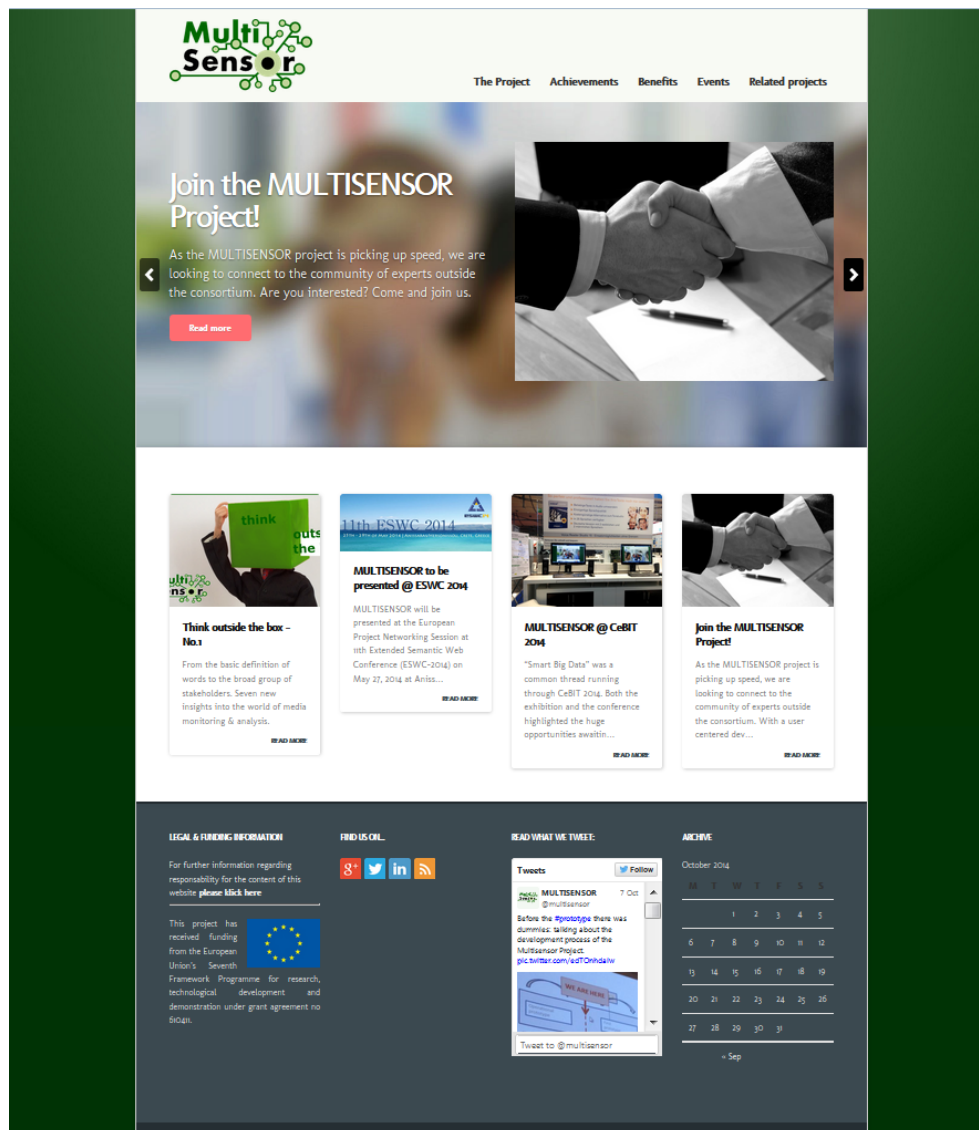 Multi
Sensor
The Project Achievements Benefits Events Related projects
Join the MULTISENSOR
Project!
As the MULTISENSOR project is picking up speed, we are
looking to connect to the community of experts outside
the consortium. Are you interested? Come and join us.
Read more
think
outs
the
ulti
nsor
Think outside the box –
No.1
From the basic definition of
words to the broad group of
stakeholders. Seven new
insights into the world of media
monitoring & analysis.
READ MORE
11th ESWC 2014
MULTISENSOR to be
presented @ ESWC 2014
MULTISENSOR will be
presented at the European
Project Networking Session at
11th Extended Semantic Web
Conference (ESWC-2014) on
May 27, 2014 at Aniss...
READ MORE
MULTISENSOR @ CeBIT
2014
"Smart Big Data" was a
common thread running
through CeBIT 2014. Both the
exhibition and the conference
highlighted the huge
opportunities awaitin...
READ MORE
Join the MULTISENSOR
Project!
As the MULTISENSOR project is
picking up speed, we are
looking to connect to the
community of experts outside
the consortium. With a user
centered dev...
READ MORE
LEGAL & FUNDING INFORMATION
For further information regarding
responsability for the content of this
website please klick here
This project has
received funding
from the European
Union's Seventh
Framework Programme for research,
technological development and
demonstration under grant agreement no
610411.
FIND US ON...
READ WHAT WE TWEET:
Tweets Follow
MULTISENSOR 7 Oct
@multisensor
Before the #prototype there was
dummies: talking about the
development process of the
Multisensor Project.
pic.twitter.com/edTOnhdaIw
WE ARE HERE
Tweet to @multisensor
ARCHIVE
October 2014
M T W T F S S
1 2 3 4 5
6 7 8 9 10 11 12
13 14 15 16 17 18 19
20 21 22 23 24 25 26
27 28 29 30 31
« Sep